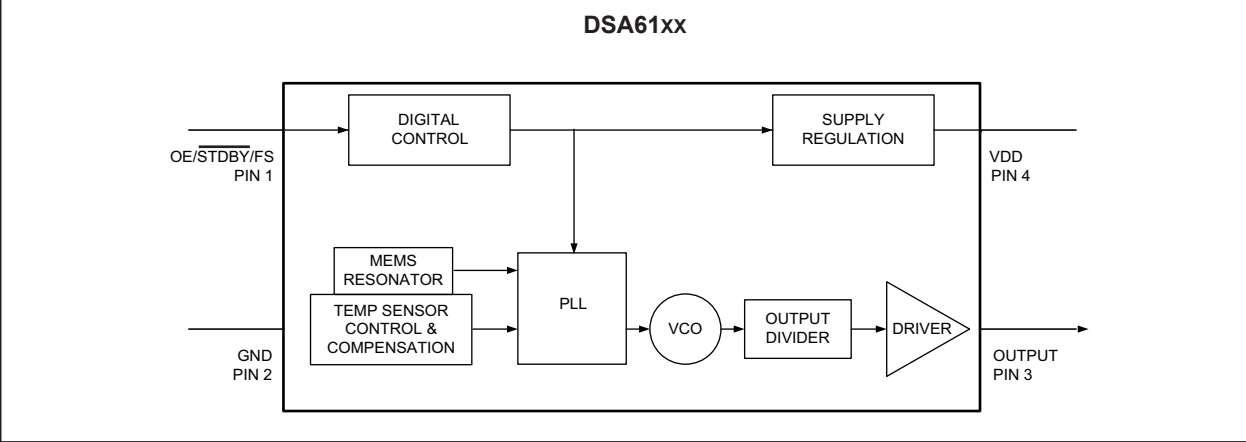 DSA61xx
DIGITAL
CONTROL
SUPPLY
REGULATION
OE/STDBY/FS
PIN 1
VDD
PIN 4
MEMS
RESONATOR
TEMP SENSOR
CONTROL &
COMPENSATION
PLL
VCO
OUTPUT
DIVIDER
DRIVER
GND
PIN 2
OUTPUT
PIN 3